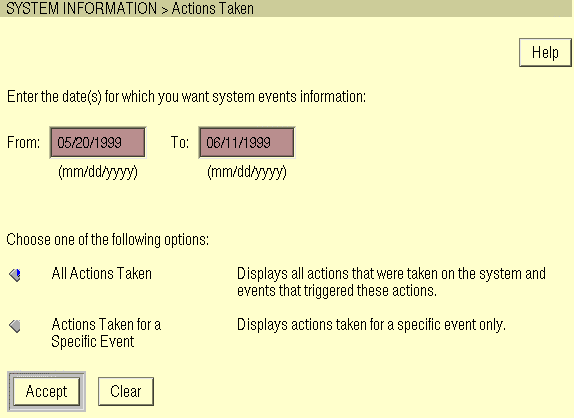 SYSTEM INFORMATION > Actions Taken
Help
Enter the date(s) for which you want system events information:
From: 05/20/1999 To: 06/11/1999
(mm/dd/yyyy) (mm/dd/yyyy)
Choose one of the following options:
All Actions Taken Displays all actions that were taken on the system and
events that triggered these actions.
Actions Taken for a Displays actions taken for a specific event only.
Specific Event
Accept Clear